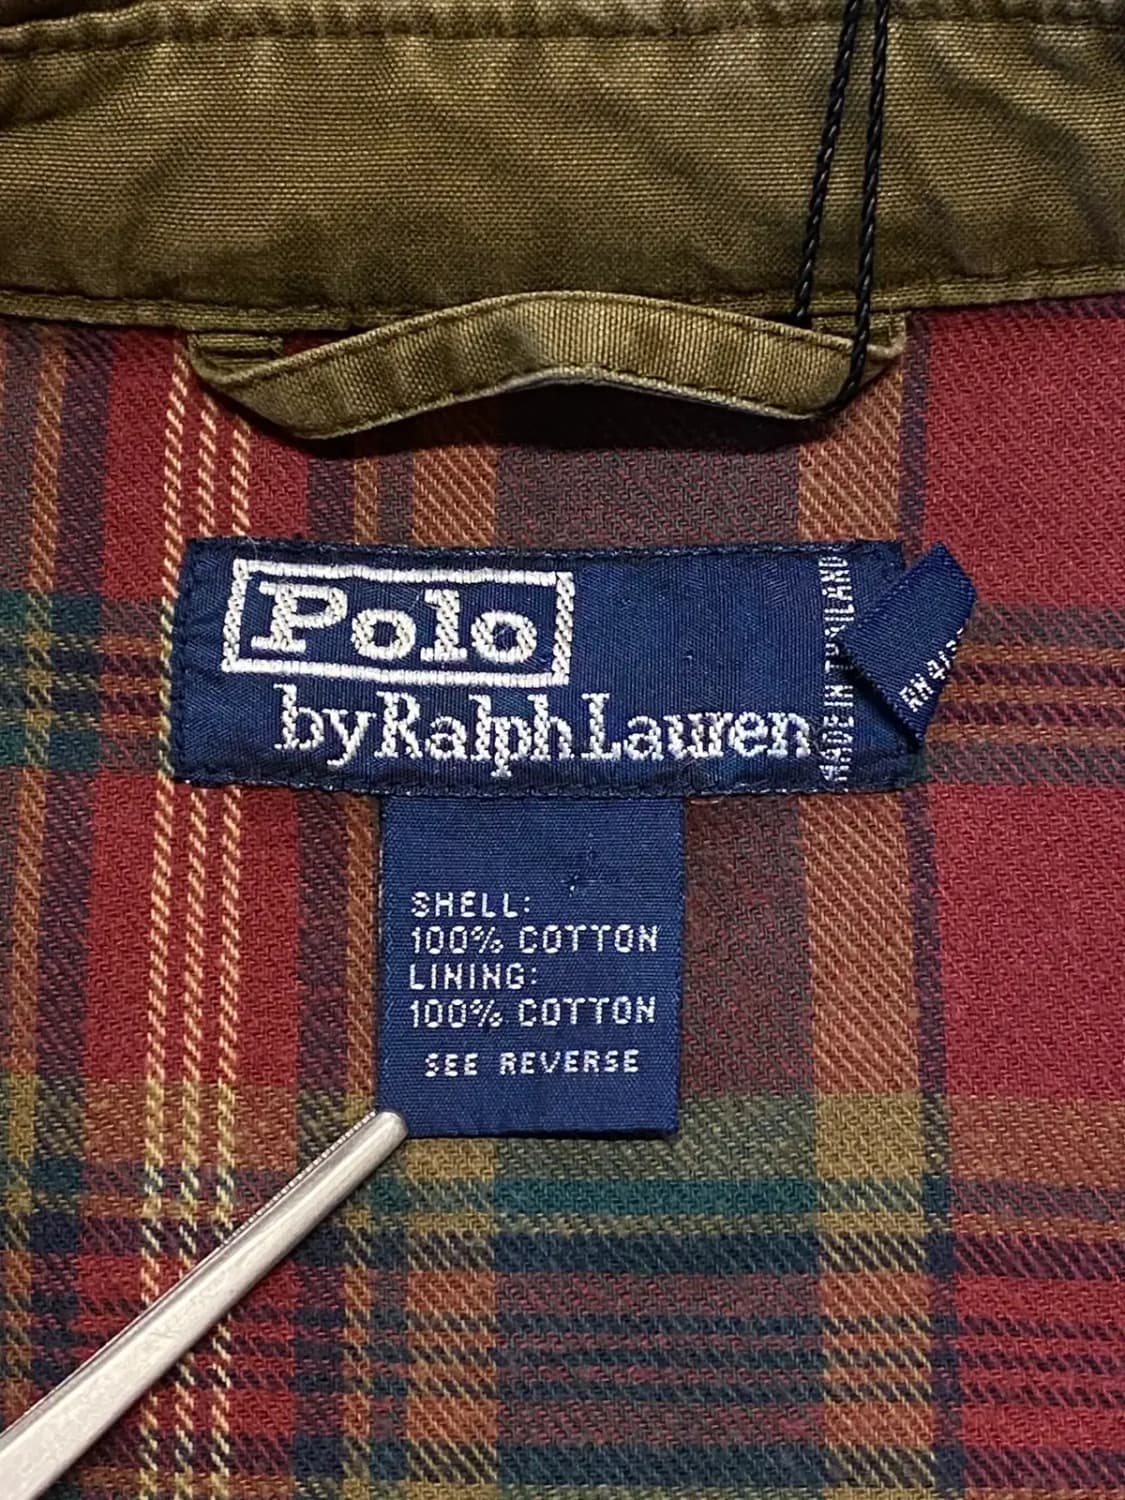 Polo
by Ralph Lauren
MADE IN THAILAND
SHELL:
100% COTTON
LINING:
100% COTTON
SEE REVERSE